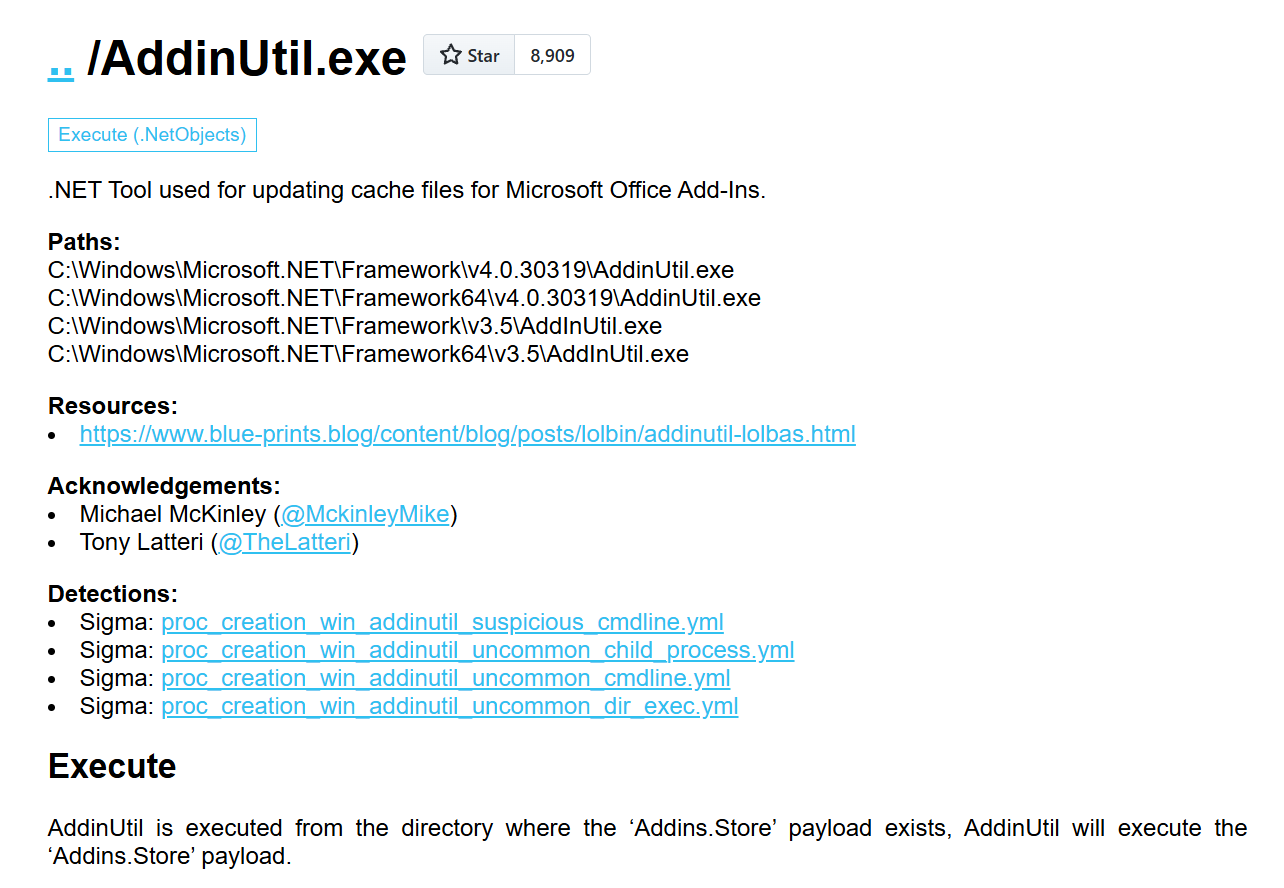 .. /AddinUtil.exe Star 8,909
Execute (.NetObjects)
.NET Tool used for updating cache files for Microsoft Office Add-Ins.
Paths:
C:\Windows\Microsoft.NET\Framework\v4.0.30319\AddinUtil.exe
C:\Windows\Microsoft.NET\Framework64\v4.0.30319\AddinUtil.exe
C:\Windows\Microsoft.NET\Framework\v3.5\AddInUtil.exe
C:\Windows\Microsoft.NET\Framework64\v3.5\AddInUtil.exe
Resources:
• https://www.blue-prints.blog/content/blog/posts/lolbin/addinutil-lolbas.html
Acknowledgements:
• Michael McKinley (@MckinleyMike)
• Tony Latteri (@TheLatteri)
Detections:
• Sigma: proc_creation_win_addinutil_suspicious_cmdline.yml
• Sigma: proc_creation_win_addinutil_uncommon_child_process.yml
• Sigma: proc_creation_win_addinutil_uncommon_cmdline.yml
• Sigma: proc_creation_win_addinutil_uncommon_dir_exec.yml
Execute
AddinUtil is executed from the directory where the ‘Addins.Store’ payload exists, AddinUtil will execute the
‘Addins.Store’ payload.